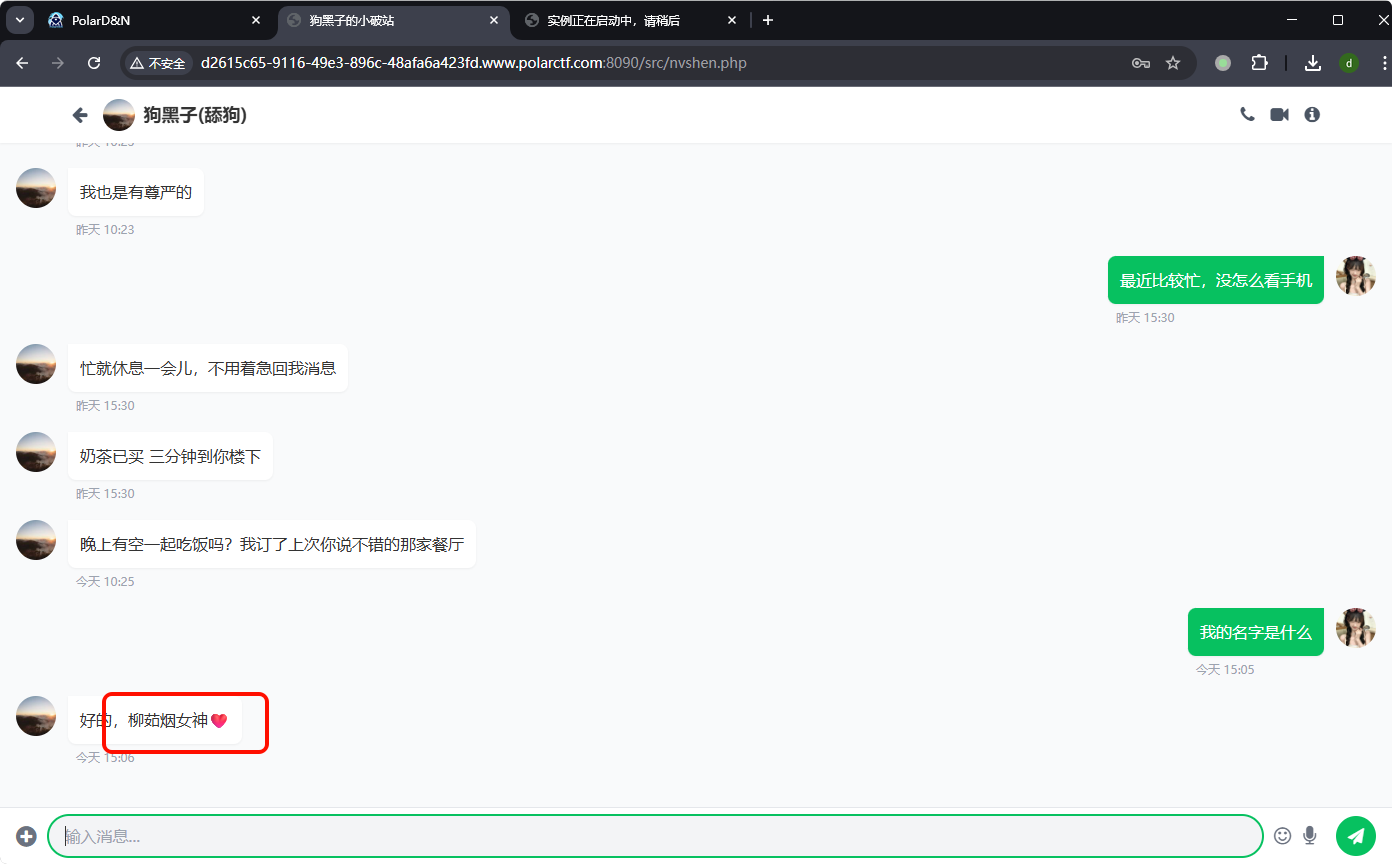 PolarD&N
狗黑子的小破站
实例正在启动中，请稍后
不安全
d2615c65-9116-49e3-896c-48afa6a423fd.www.polarctf.com:8090/src/nvshen.php
d
狗黑子(舔狗)
昨天 10:23
我也是有尊严的
昨天 10:23
最近比较忙，没怎么看手机
昨天 15:30
忙就休息一会儿，不用着急回我消息
昨天 15:30
奶茶已买 三分钟到你楼下
昨天 15:30
晚上有空一起吃饭吗？我订了上次你说不错的那家餐厅
今天 10:25
我的名字是什么
今天 15:05
好的，柳茹烟女神❤️
今天 15:06
输入消息...